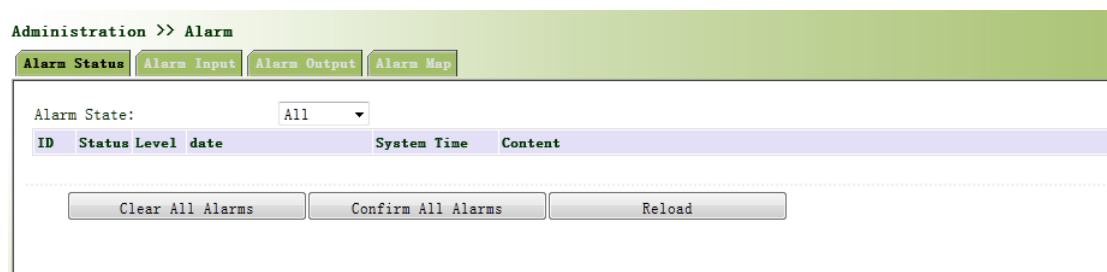 Administration >> Alarm
Alarm Status Alarm Input Alarm Output Alarm Map
Alarm State: All
ID Status Level date System Time Content
Clear All Alarms Confirm All Alarms Reload